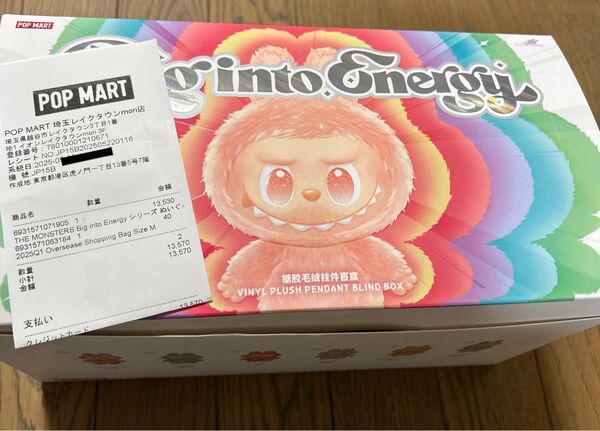 POP MART
Big into Energy
POP MART
POP MART 埼玉レイクタウンmori店
埼玉県越谷市レイクタウン3丁目1番
地1 イオンレイクタウンmori 3F
登録番号：T8010001210671
レシートNO:JP15B202505220116
系統日:2025-0
機 號:JP15B
作成地:東京都港区虎ノ門一丁目13番5号7階
商品名 数量 金額
6931571071905 1 13,530
THE MONSTERS Big into Energy シリーズ ぬいぐ.
6931571063184 1 40
2025Q1 Oversease Shopping Bag Size M
数量 2
小計 13,570
金額 13,570
支払い 13,570
クレジットカード
搪胶毛绒挂件盲盒
VINYL PLUSH PENDANT BLIND BOX